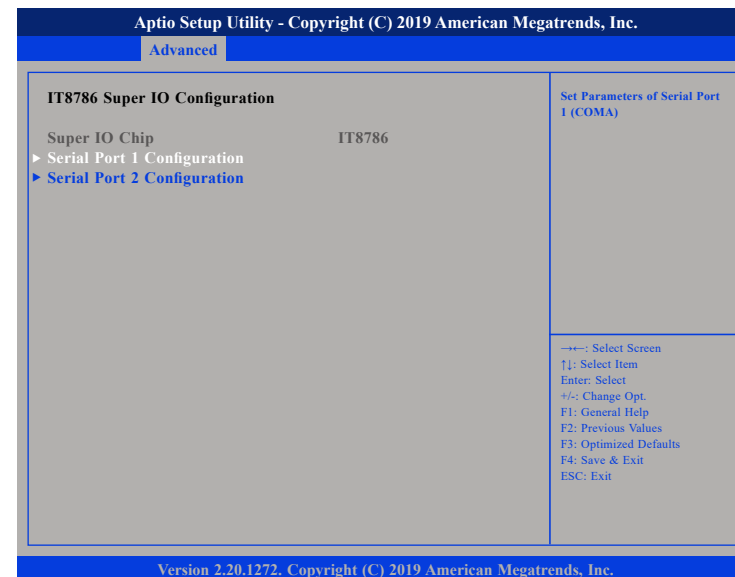 Aptio Setup Utility - Copyright (C) 2019 American Megatrends, Inc.
Advanced
IT8786 Super IO Configuration
Super IO Chip IT8786
▶ Serial Port 1 Configuration
▶ Serial Port 2 Configuration
Set Parameters of Serial Port
1 (COMA)
→←: Select Screen
↑↓: Select Item
Enter: Select
+/-: Change Opt.
F1: General Help
F2: Previous Values
F3: Optimized Defaults
F4: Save & Exit
ESC: Exit
Version 2.20.1272. Copyright (C) 2019 American Megatrends, Inc.